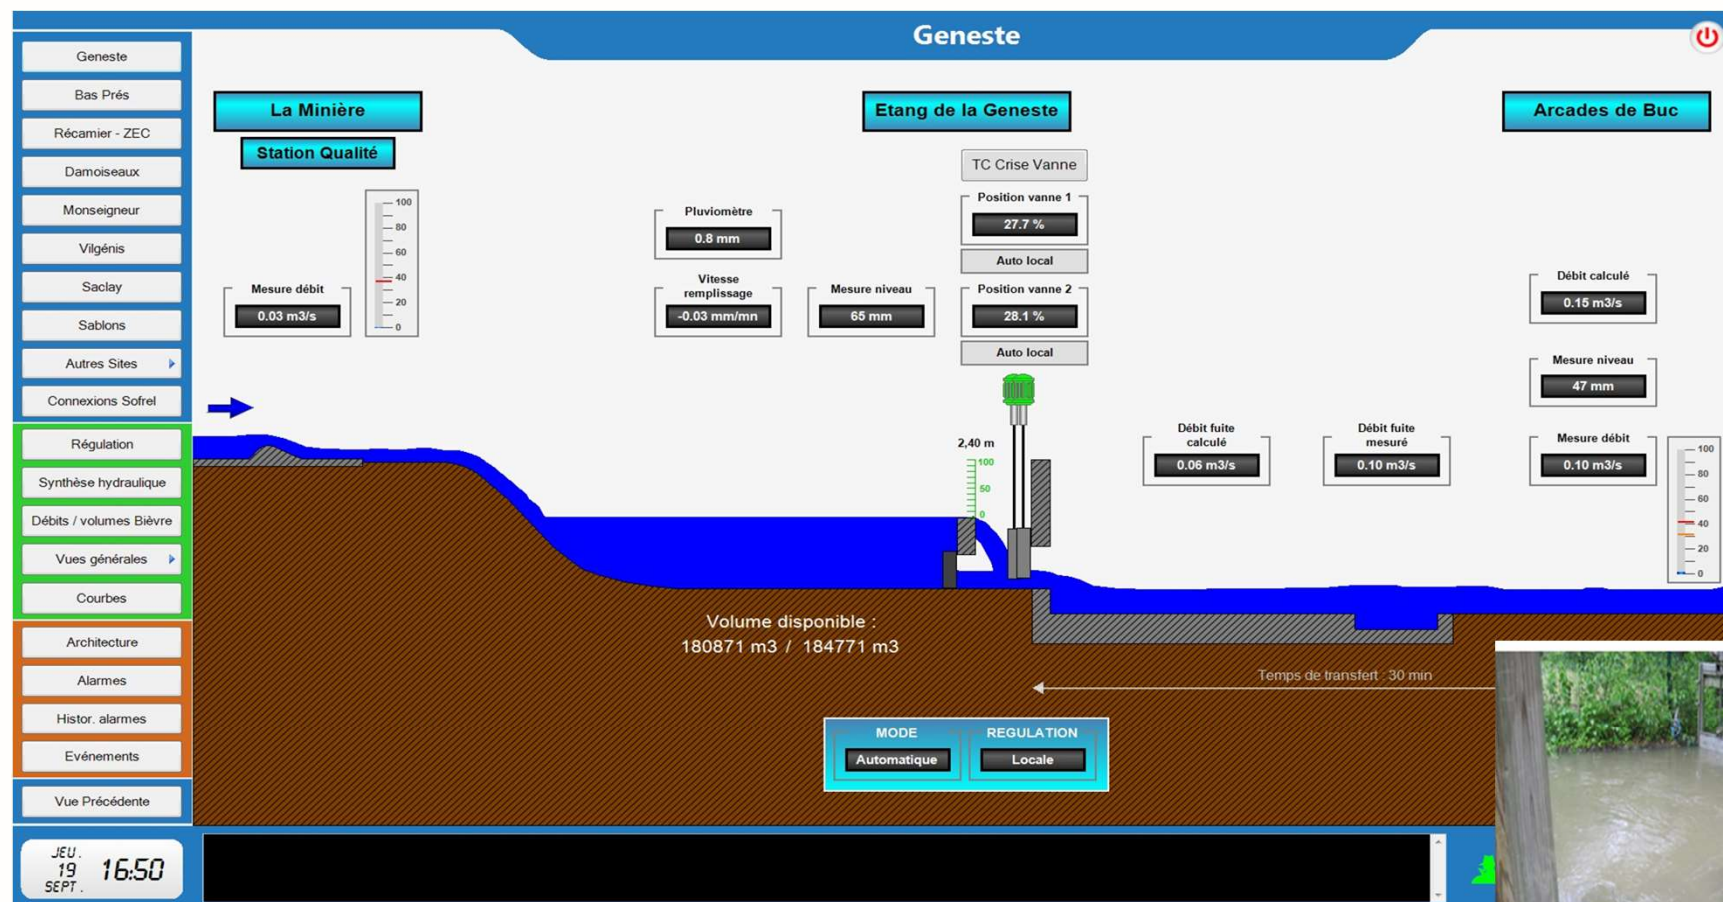 Geneste
Geneste
Bas Prés
Récamier - ZEC
Damoiseaux
Monseigneur
Vilgénis
Saclay
Sablons
Autres Sites
Connexions Sofrel
Régulation
Synthèse hydraulique
Débits / volumes Bièvre
Vues générales
Courbes
Architecture
Alarmes
Histor. alarmes
Evénements
Vue Précédente
JEU.
19
SEPT.
16:50
La Minière
Station Qualité
100
80
60
40
20
0
Mesure débit
0.03 m3/s
Pluviomètre
0.8 mm
Vitesse
remplissage
-0.03 mm/mn
Mesure niveau
65 mm
Etang de la Geneste
TC Crise Vanne
Position vanne 1
27.7 %
Auto local
Position vanne 2
28.1 %
Auto local
2,40 m
100
50
0
Débit fuite
calculé
0.06 m3/s
Débit fuite
mesuré
0.10 m3/s
Arcades de Buc
Débit calculé
0.15 m3/s
Mesure niveau
47 mm
Mesure débit
0.10 m3/s
100
80
60
40
20
0
Volume disponible :
180871 m3 / 184771 m3
Temps de transfert : 30 min
MODE
Automatique
REGULATION
Locale